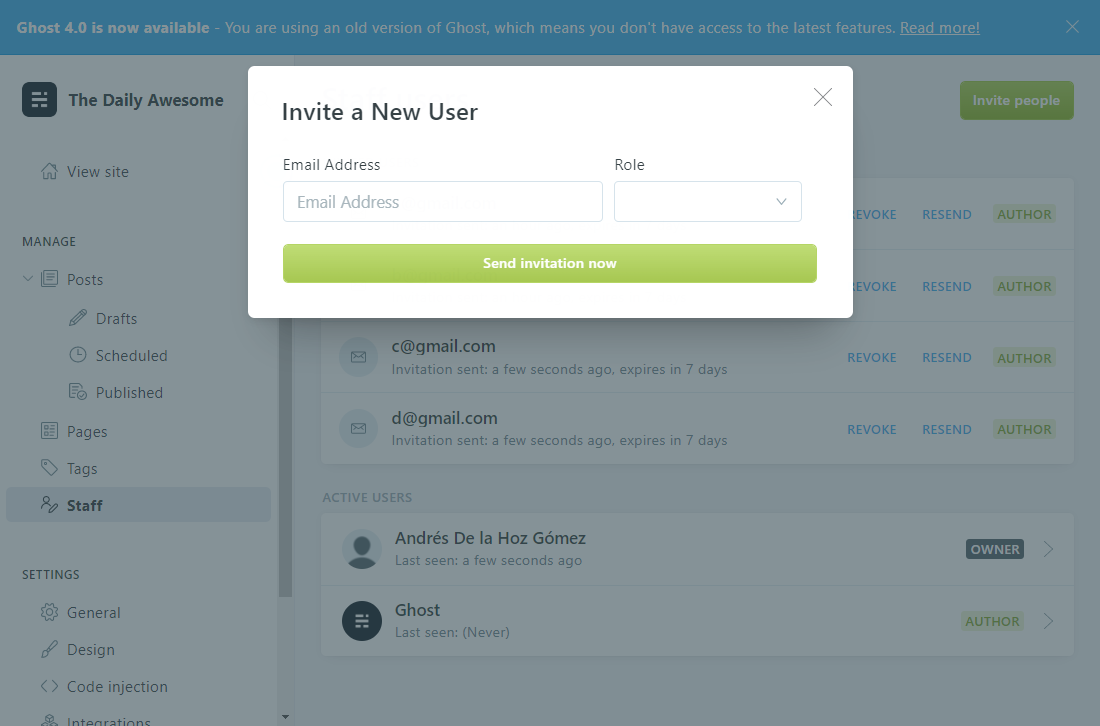 Ghost 4.0 is now available - You are using an old version of Ghost, which means you don't have access to the latest features. Read more!
The Daily Awesome
Invite people
View site
MANAGE
Posts
Drafts
Scheduled
Published
Pages
Tags
Staff
SETTINGS
General
Design
Code injection
Integrations
Invite a New User
Email Address
Role
Email Address
Send invitation now
REVOKE RESEND AUTHOR
REVOKE RESEND AUTHOR
c@gmail.com
Invitation sent: a few seconds ago, expires in 7 days
REVOKE RESEND AUTHOR
d@gmail.com
Invitation sent: a few seconds ago, expires in 7 days
REVOKE RESEND AUTHOR
ACTIVE USERS
Andrés De la Hoz Gómez
Last seen: a few seconds ago
OWNER
Ghost
Last seen: (Never)
AUTHOR